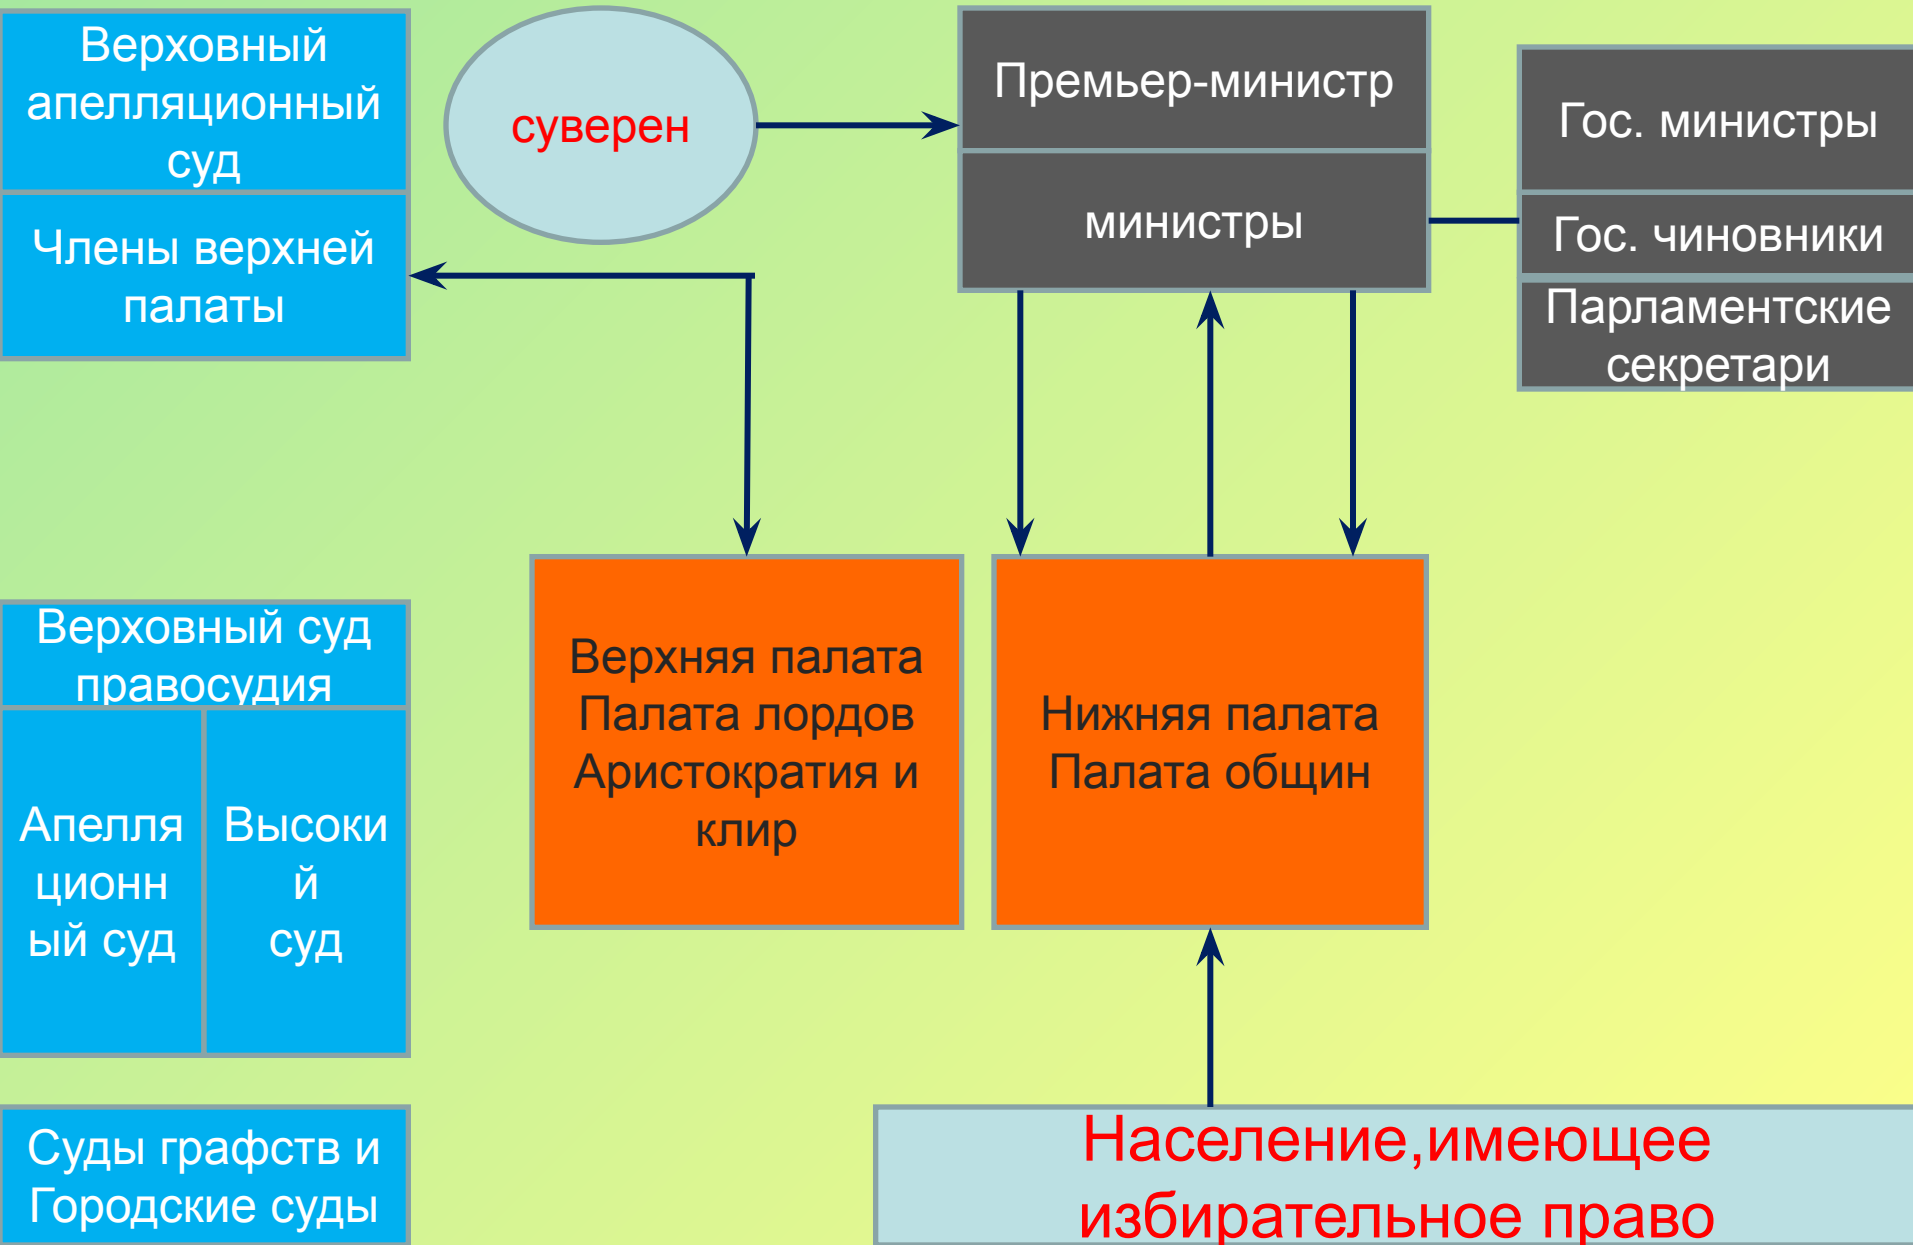 Верховный
апелляционный
суд
Члены верхней
палаты
суверен
Премьер-министр
министры
Гос. министры
Гос. чиновники
Парламентские
секретари
Верховный суд
правосудия
Апелля
ционн
ый суд
Высоки
й
суд
Верхняя палата
Палата лордов
Аристократия и
клир
Нижняя палата
Палата общин
Суды графств и
Городские суды
Население,имеющее
избирательное право